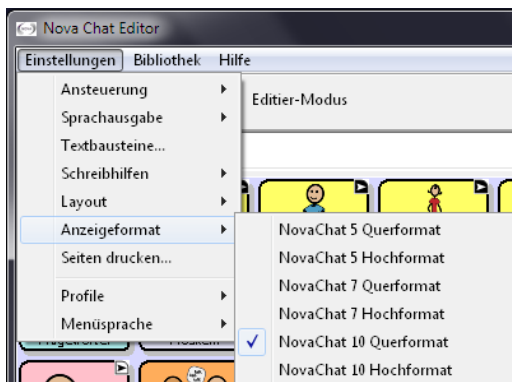 Nova Chat Editor
Einstellungen Bibliothek Hilfe
Ansteuerung
Editier-Modus
Sprachausgabe
Textbausteine...
Schreibhilfen
Layout
Anzeigeformat
Seiten drucken...
Profile
Menüsprache
NovaChat 5 Querformat
NovaChat 5 Hochformat
NovaChat 7 Querformat
NovaChat 7 Hochformat
NovaChat 10 Querformat
NovaChat 10 Hochformat